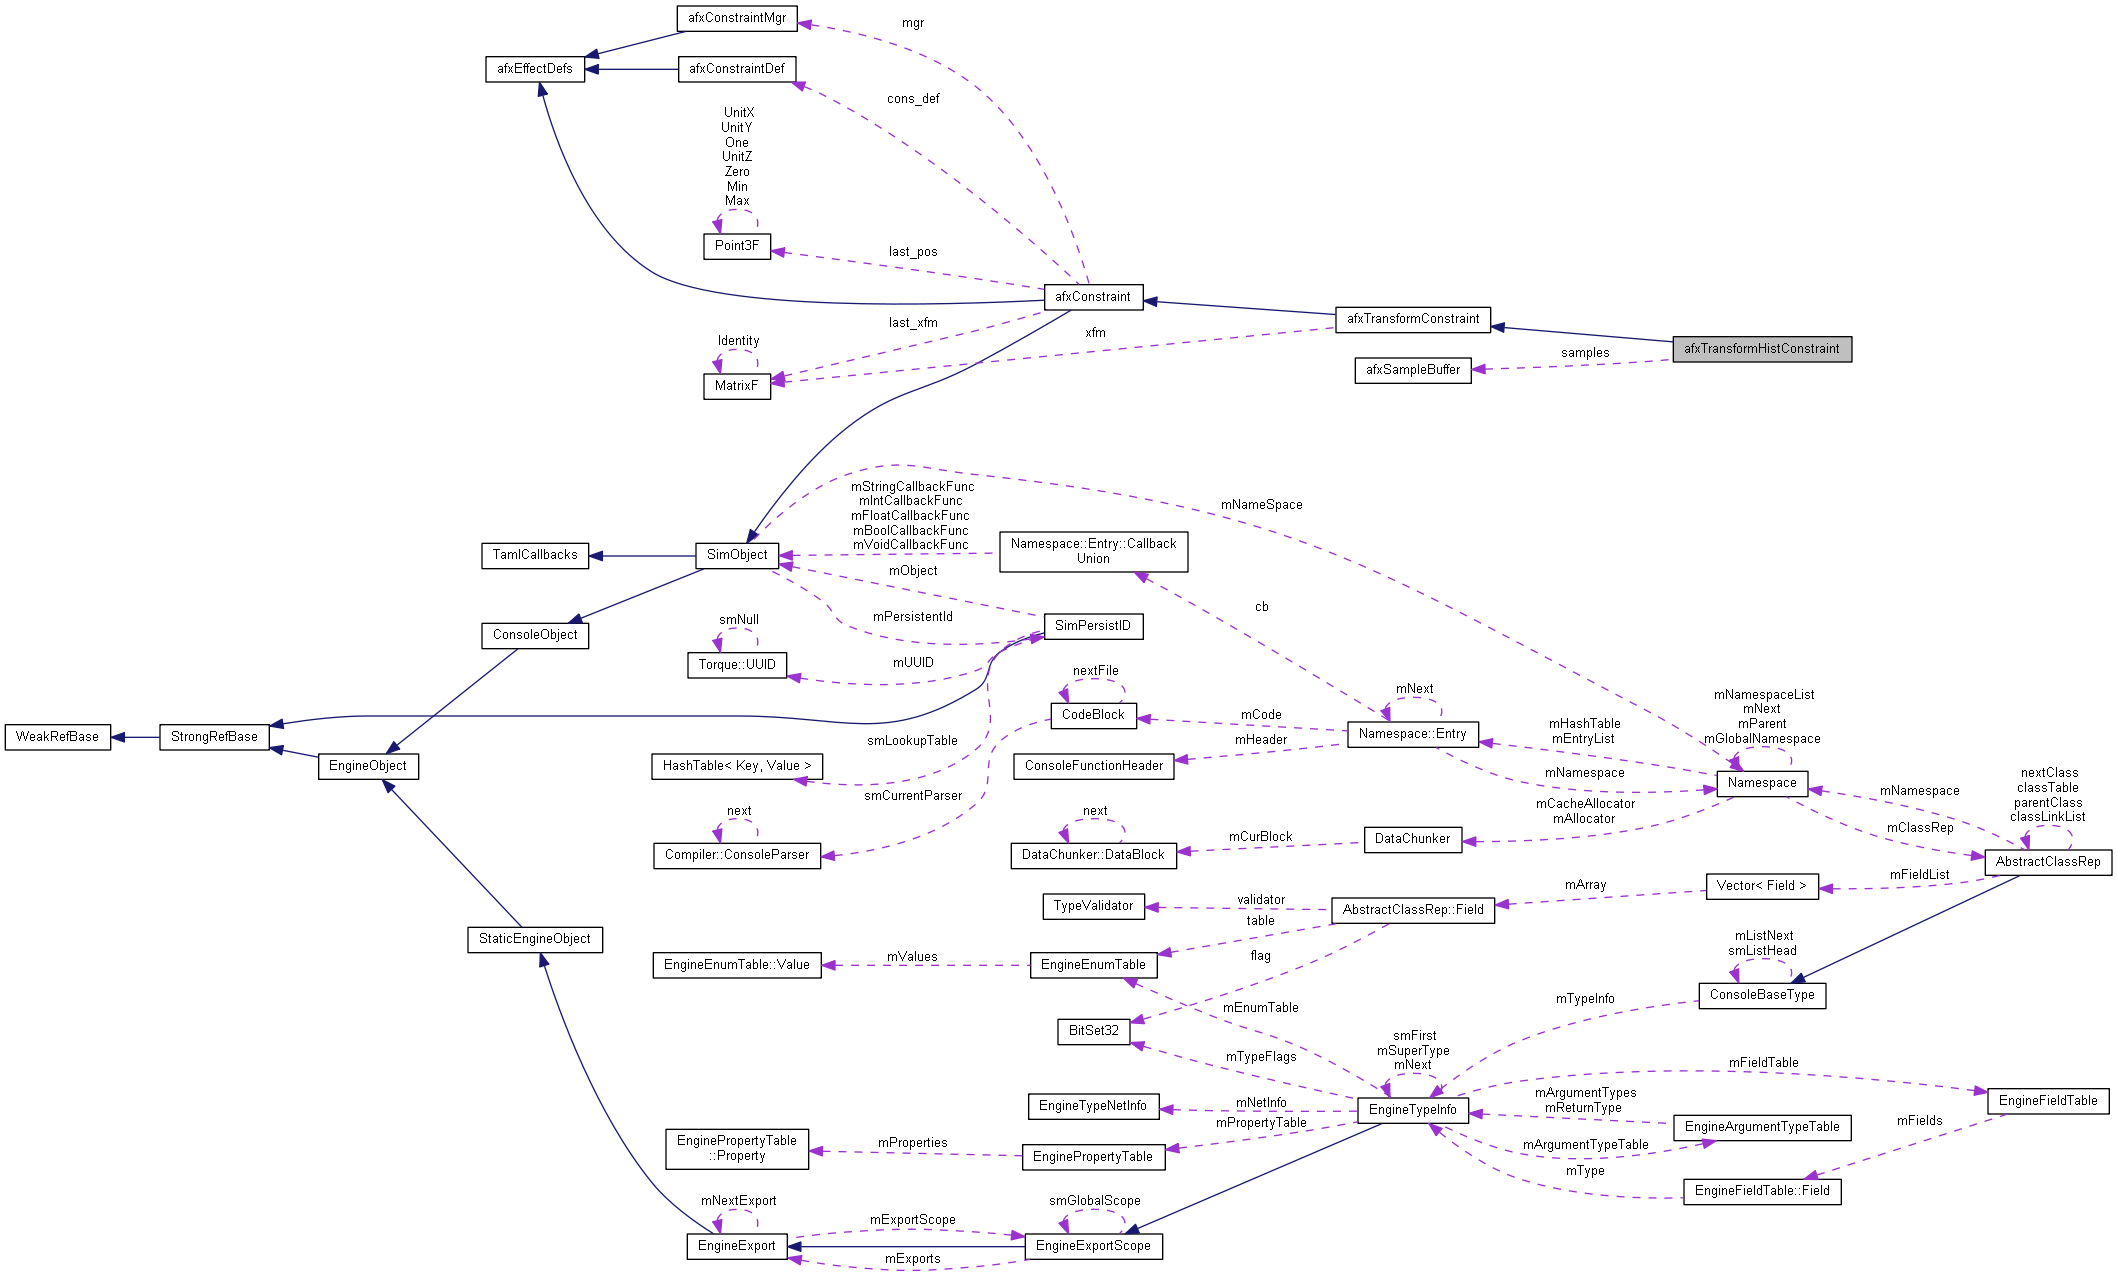 afxConstraintMgr
mgr
afxEffectDefs
afxConstraintDef
cons_def
UnitX
UnitY
One
UnitZ
Zero
Min
Max
Point3F
last_pos
afxConstraint
afxTransformConstraint
last_xfm
xfm
Identity
MatrixF
afxTransformHistConstraint
samples
afxSampleBuffer
mStringCallbackFunc
mIntCallbackFunc
mFloatCallbackFunc
mBoolCallbackFunc
mVoidCallbackFunc
mNameSpace
TamlCallbacks
SimObject
Namespace::Entry::Callback
Union
mObject
cb
mPersistentId
SimPersistID
ConsoleObject
smNull
Torque::UUID
mUUID
nextFile
CodeBlock
mCode
mNext
Namespace::Entry
mHeader
ConsoleFunctionHeader
mHashTable
mEntryList
mNamespaceList
mNext
mParent
mGlobalNamespace
Namespace
mNamespace
WeakRefBase
StrongRefBase
EngineObject
smLookupTable
HashTable< Key, Value >
smCurrentParser
next
Compiler::ConsoleParser
next
DataChunker::DataBlock
mCurBlock
DataChunker
mCacheAllocator
mAllocator
mNamespace
mClassRep
nextClass
classTable
parentClass
classLinkList
AbstractClassRep
mFieldList
Vector< Field >
mArray
AbstractClassRep::Field
validator
TypeValidator
table
flag
StaticEngineObject
EngineEnumTable::Value
mValues
EngineEnumTable
mEnumTable
BitSet32
mTypeFlags
mListNext
smListHead
ConsoleBaseType
mTypeInfo
smFirst
mSuperType
mNext
EngineTypeInfo
mFieldTable
EngineFieldTable
mArgumentTypes
mReturnType
EngineArgumentTypeTable
mArgumentTypeTable
mFields
mType
EngineFieldTable::Field
EngineTypeNetInfo
mNetInfo
mPropertyTable
EnginePropertyTable
EnginePropertyTable
::Property
mProperties
mNextExport
EngineExport
mExportScope
mExports
smGlobalScope
EngineExportScope